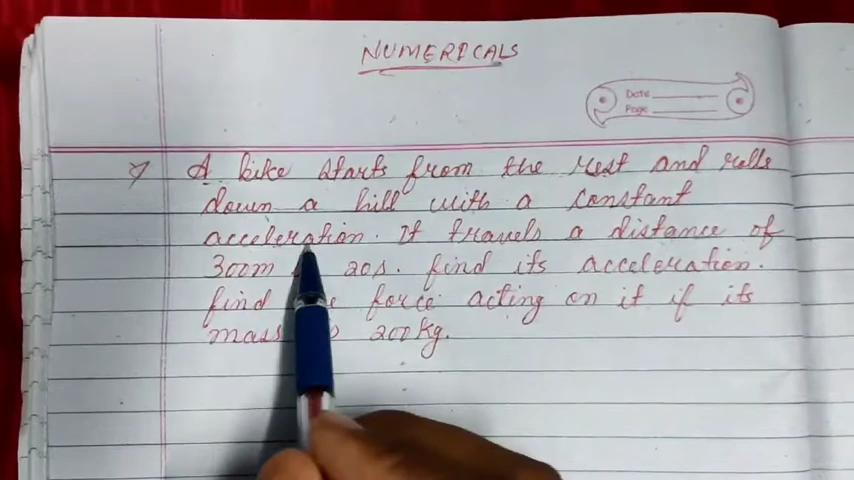 NUMERICALS
Date
Page
A bike starts from the rest and rolls
down a hill with a constant
acceleration. It travels a distance of
300m 20s. find its acceleration.
find force acting on it if its
mass 200kg.